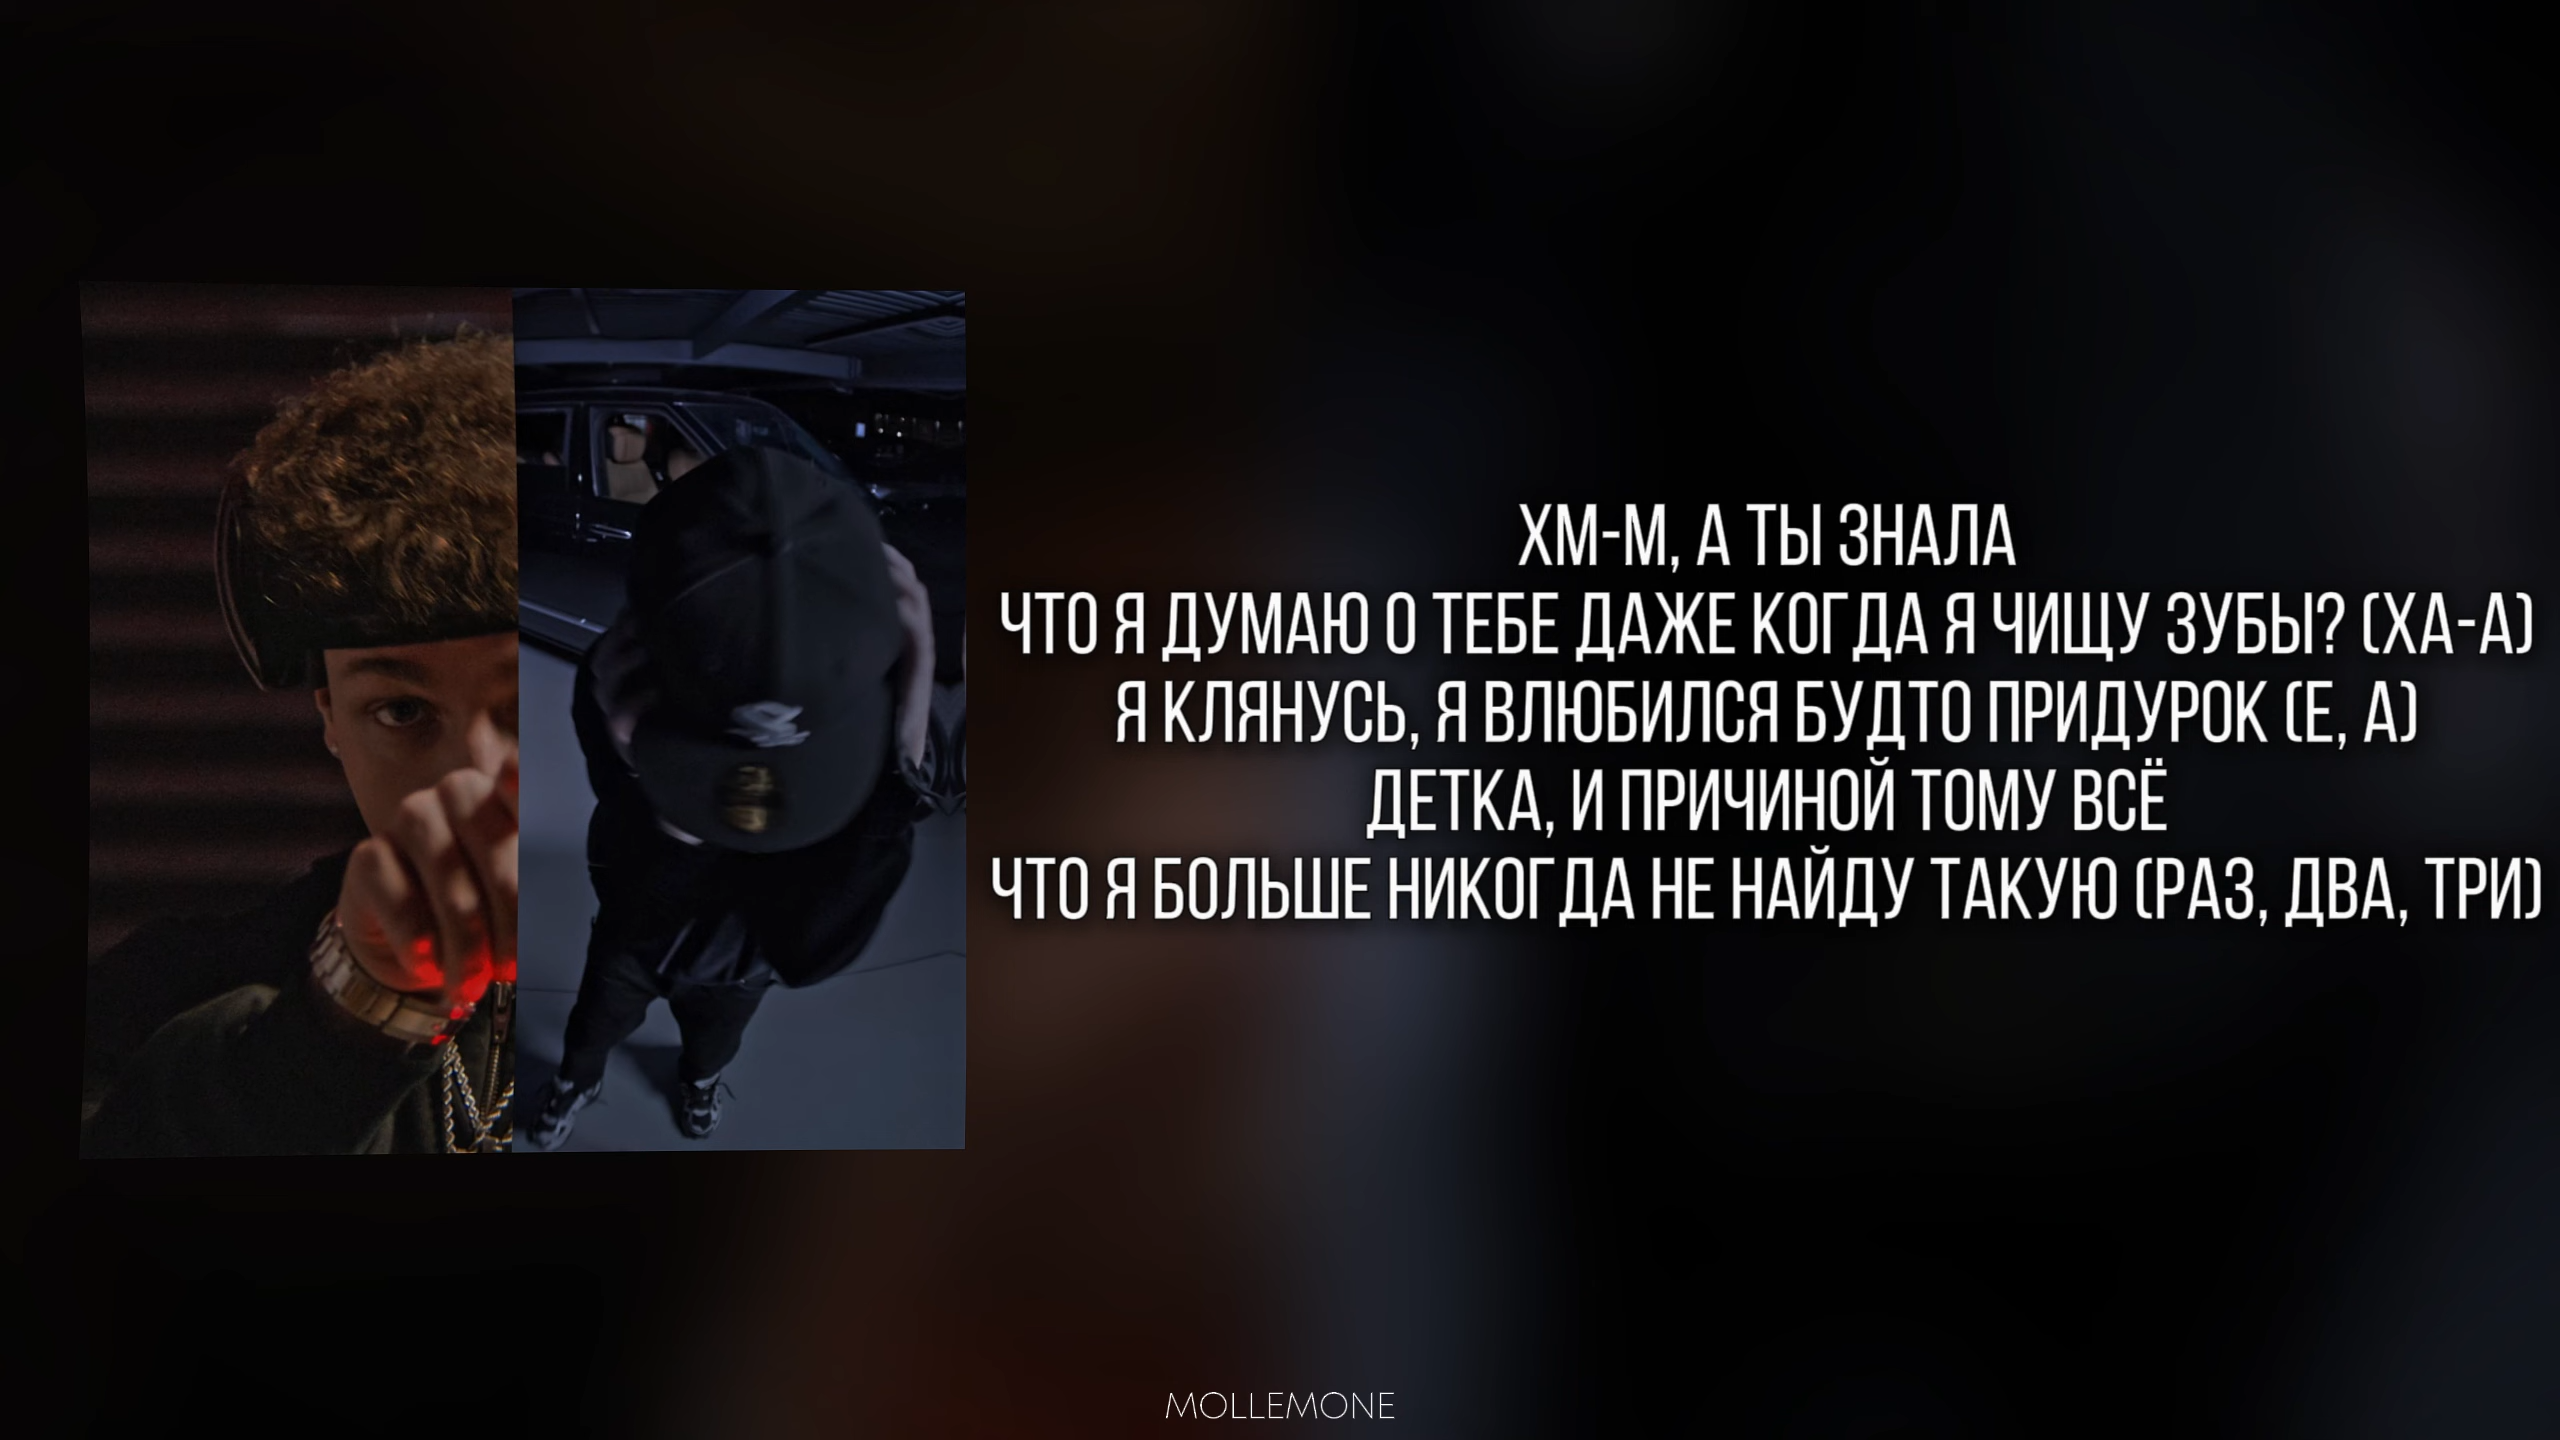 ХМ-М, А ТЫ ЗНАЛА
ЧТО Я ДУМАЮ О ТЕБЕ ДАЖЕ КОГДА Я ЧИЩУ ЗУБЫ? (ХА-А)
Я КЛЯНУСЬ, Я ВЛЮБИЛСЯ БУДТО ПРИДУРОК (Е, А)
ДЕТКА, И ПРИЧИНОЙ ТОМУ ВСЁ
ЧТО Я БОЛЬШЕ НИКОГДА НЕ НАЙДУ ТАКУЮ (РАЗ, ДВА, ТРИ)
MOLLEMONE